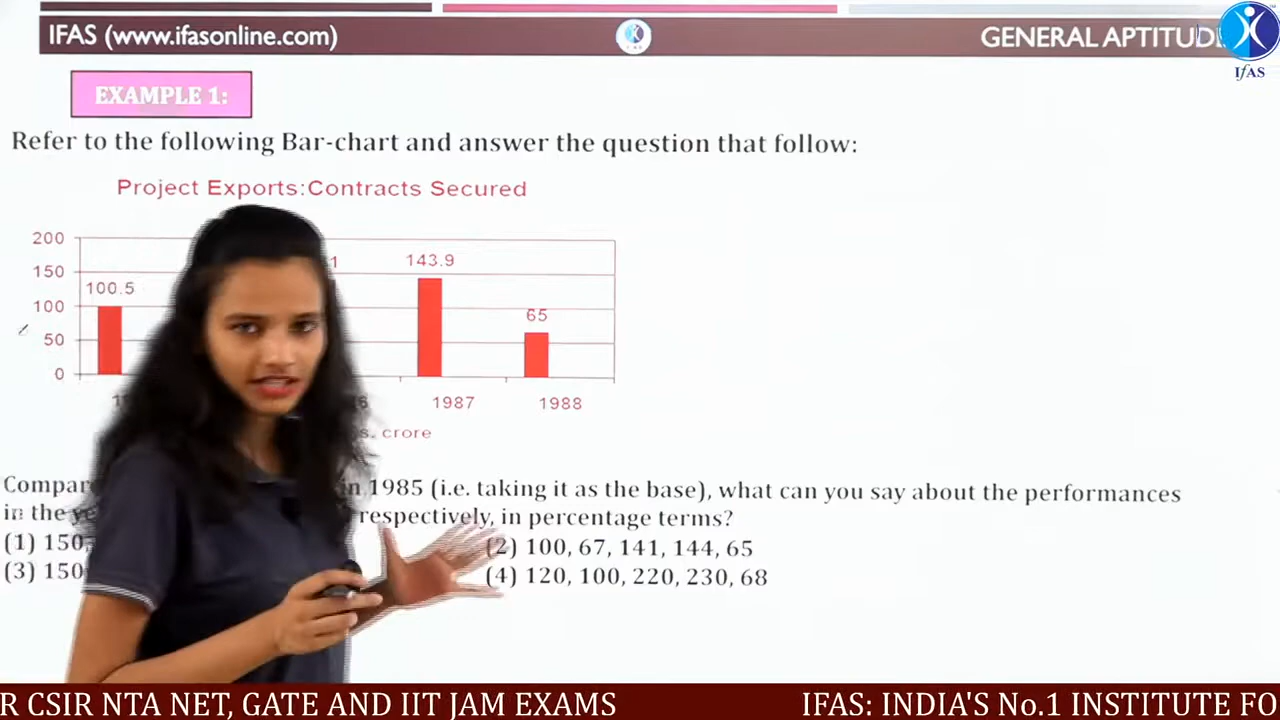 IFAS (www.ifasonline.com)
GENERAL APTITUDE
IfAS
EXAMPLE 1:
Refer to the following Bar-chart and answer the question that follow:
Project Exports:Contracts Secured
200
150
100
50
0
100.5
143.9
65
1987
1988
crore
in 1985 (i.e. taking it as the base), what can you say about the performances
in the respectively, in percentage terms?
(1) 150,
(2) 100, 67, 141, 144, 65
(3) 150
(4) 120, 100, 220, 230, 68
R CSIR NTA NET, GATE AND IIT JAM EXAMS
IFAS: INDIA'S No.1 INSTITUTE FO